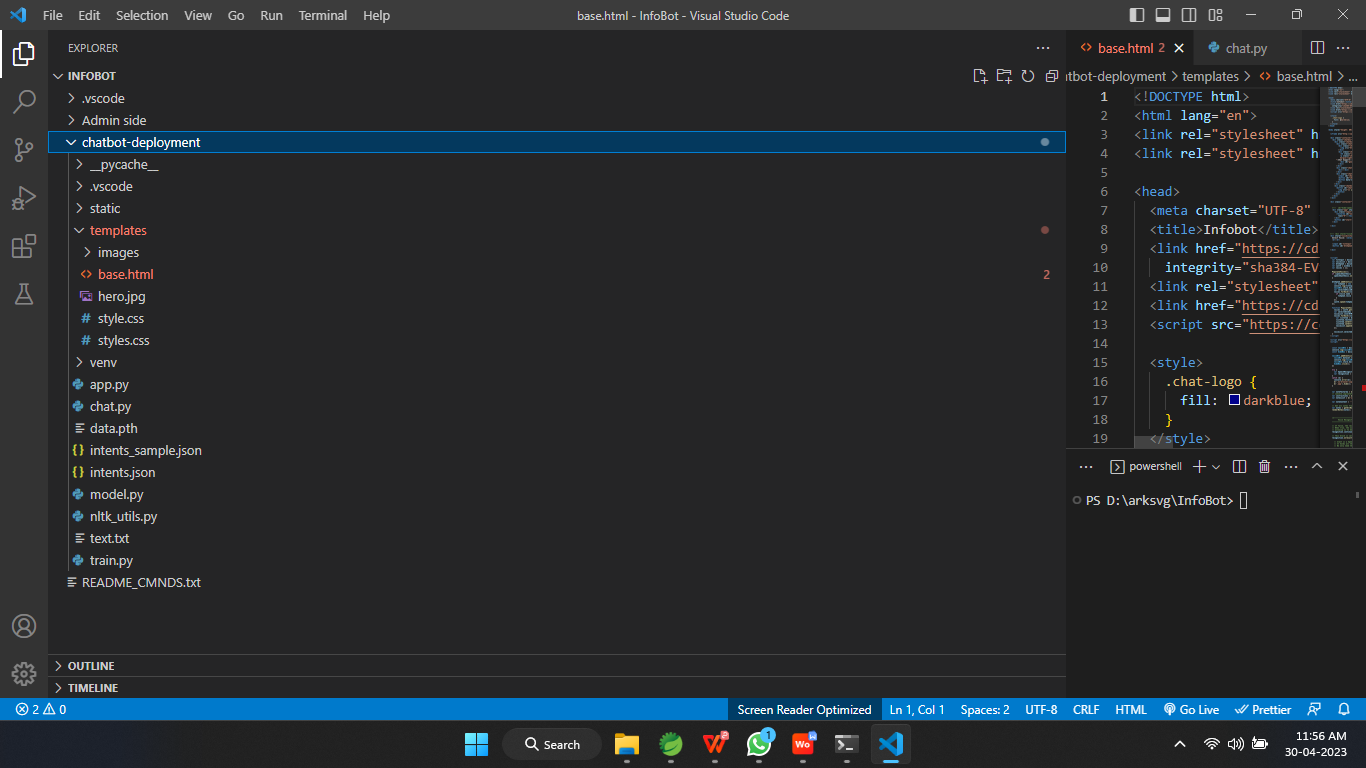 File Edit Selection View Go Run Terminal Help base.html - InfoBot - Visual Studio Code
EXPLORER
INFOBOT
.vscode
Admin side
chatbot-deployment
__pycache__
.vscode
static
templates
images
base.html 2
hero.jpg
style.css
styles.css
venv
app.py
chat.py
data.pth
intents_sample.json
intents.json
model.py
nltk_utils.py
text.txt
train.py
README_CMNDS.txt
OUTLINE
TIMELINE
base.html 2 chat.py
tbot-deployment > templates > base.html > ...
1 <!DOCTYPE html>
2 <html lang="en">
3 <link rel="stylesheet" h
4 <link rel="stylesheet" h
5
6 <head>
7 <meta charset="UTF-8"
8 <title>Infobot</title>
9 <link href="https://cd
10 integrity="sha384-EV
11 <link rel="stylesheet"
12 <link href="https://cd
13 <script src="https://c
14
15 <style>
16 .chat-logo {
17 fill: darkblue;
18 }
19 </style>
powershell
PS D:\arksvg\InfoBot>
2 0 Screen Reader Optimized Ln 1, Col 1 Spaces: 2 UTF-8 CRLF HTML Go Live Prettier
Search
1
Wo
11:56 AM
30-04-2023